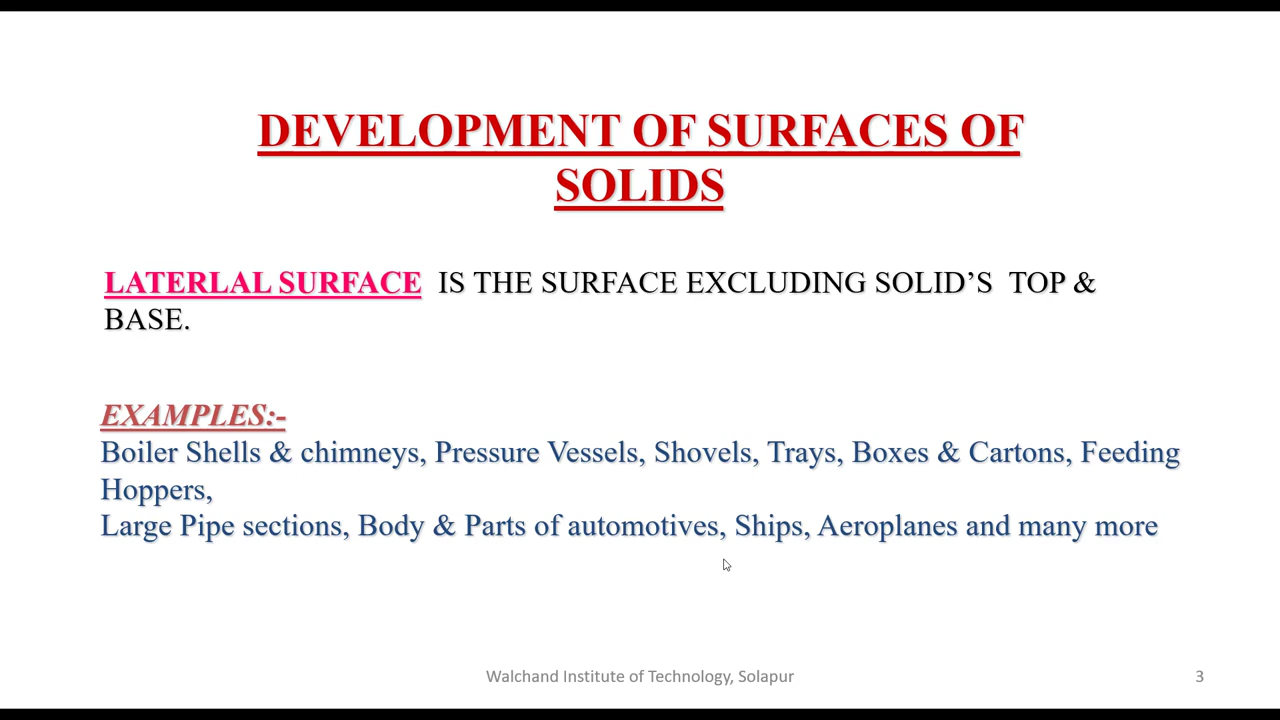 DEVELOPMENT OF SURFACES OF
SOLIDS
LATERLAL SURFACE IS THE SURFACE EXCLUDING SOLID’S TOP &
BASE.
EXAMPLES:-
Boiler Shells & chimneys, Pressure Vessels, Shovels, Trays, Boxes & Cartons, Feeding
Hoppers,
Large Pipe sections, Body & Parts of automotives, Ships, Aeroplanes and many more
Walchand Institute of Technology, Solapur
3